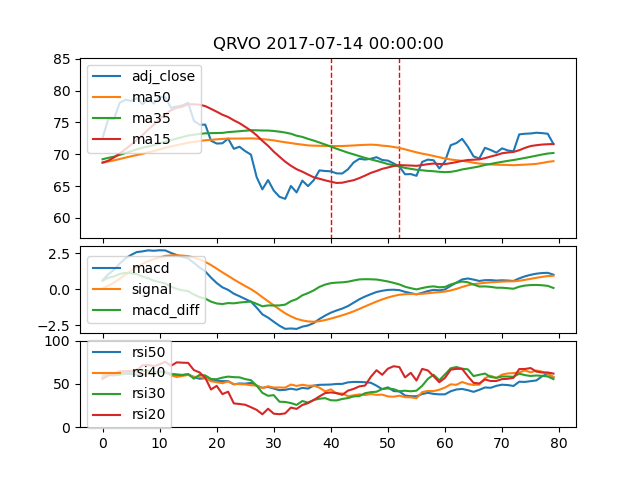 QRVO 2017-07-14 00:00:00
85
80
75
70
65
60
adj_close
ma50
ma35
ma15
2.5
0.0
−2.5
macd
signal
macd_diff
100
50
0
rsi50
rsi40
rsi30
rsi20
0 10 20 30 40 50 60 70 80